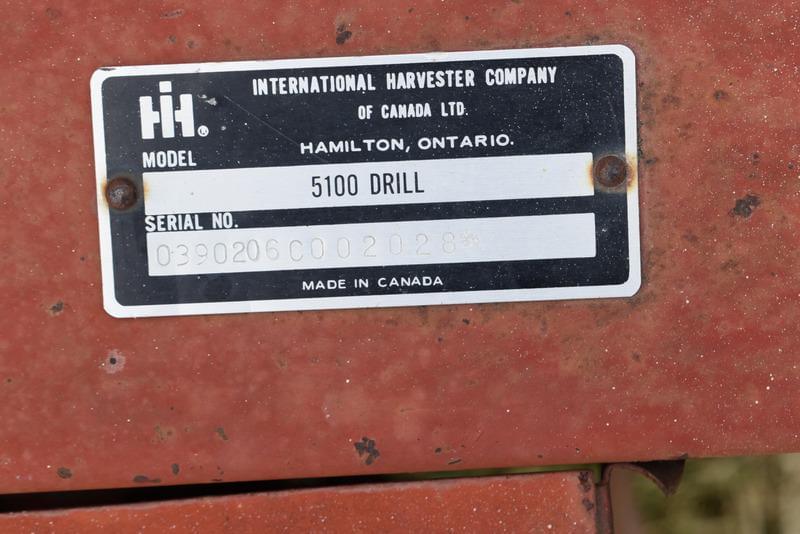 INTERNATIONAL HARVESTER COMPANY
OF CANADA LTD.
IH®
HAMILTON, ONTARIO.
MODEL
5100 DRILL
SERIAL NO.
0390206C002028*
MADE IN CANADA